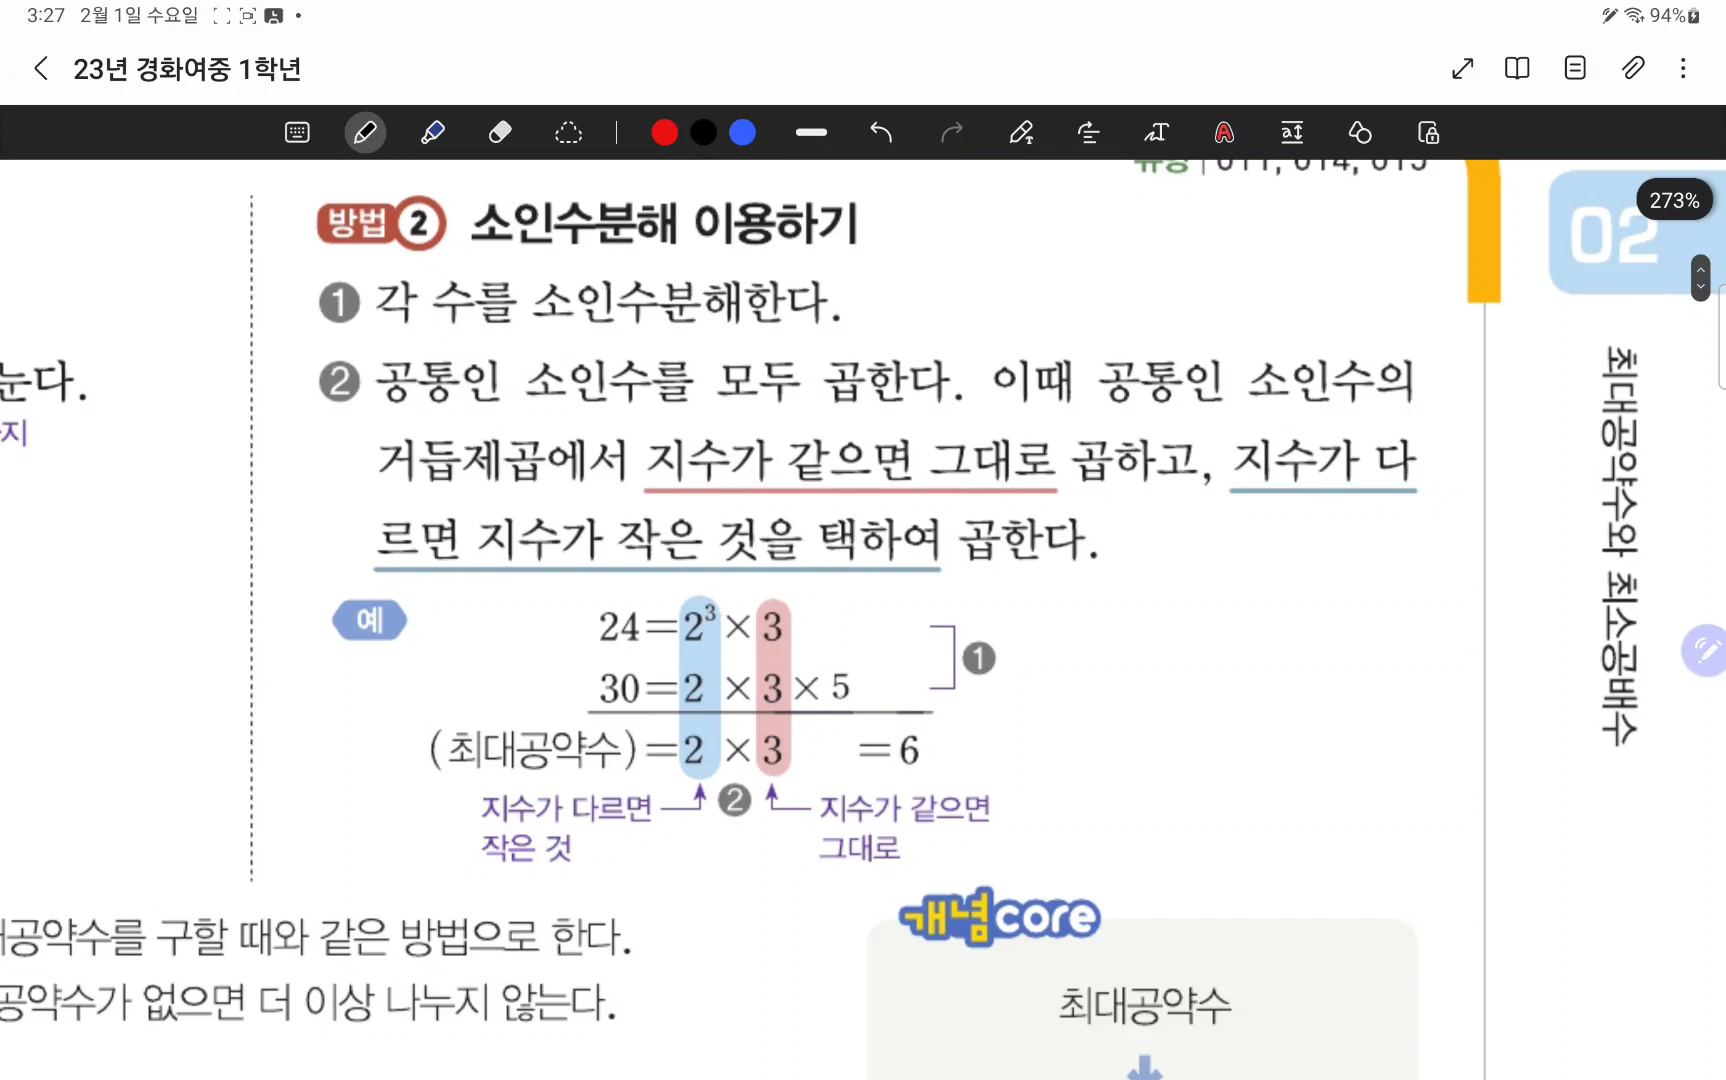 3:27 2월 1일 수요일
94%
23년 경화여중 1학년
273%
02
방법 2 소인수분해 이용하기
1 각 수를 소인수분해한다.
눈다.
2 공통인 소인수를 모두 곱한다. 이때 공통인 소인수의
지
거듭제곱에서 지수가 같으면 그대로 곱하고, 지수가 다
르면 지수가 작은 것을 택하여 곱한다.
예
24=2³×3
30=2 ×3×5
1
(최대공약수)=2 ×3 =6
지수가 다르면 2 지수가 같으면
작은 것 그대로
공약수를 구할 때와 같은 방법으로 한다.
공약수가 없으면 더 이상 나누지 않는다.
개념core
최대공약수
최대공약수와 최소공배수